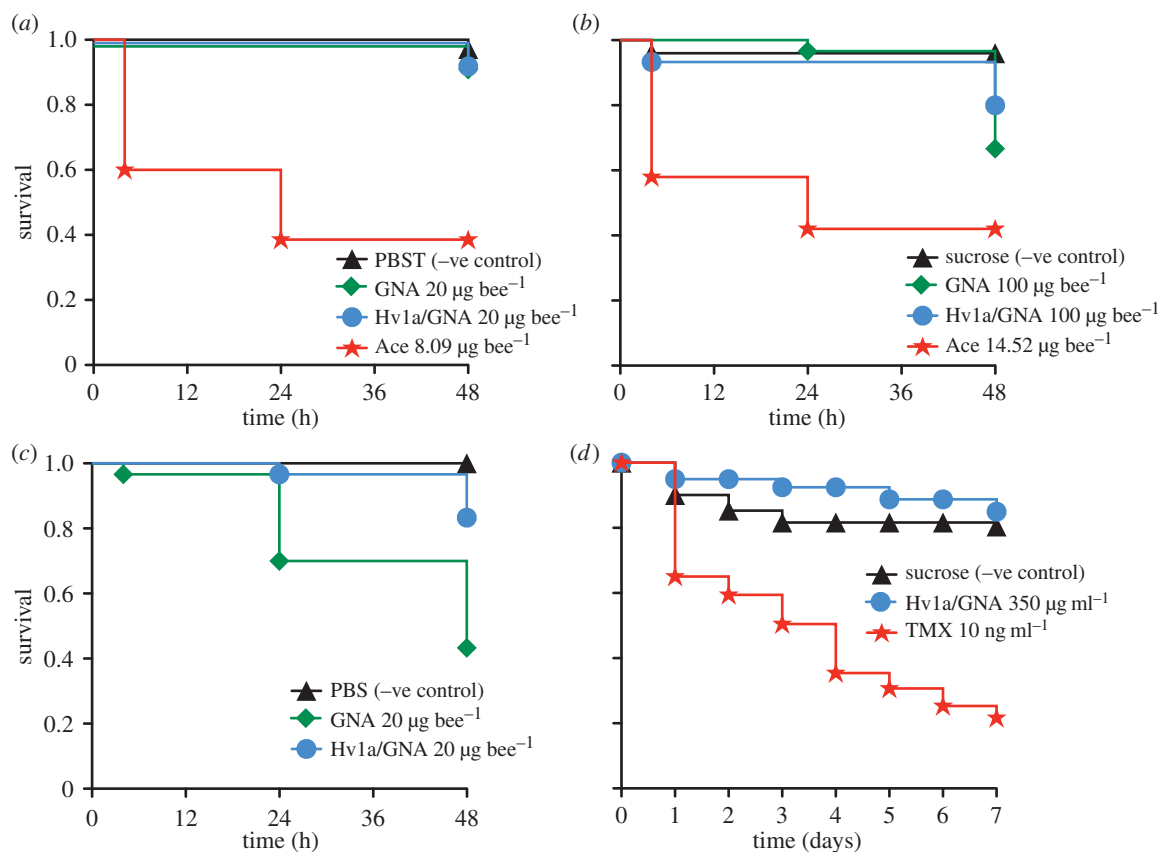 (a)
1.0
0.8
0.6
0.4
0.2
0
survival
PBST (–ve control)
GNA 20 µg bee⁻¹
Hv1a/GNA 20 µg bee⁻¹
Ace 8.09 µg bee⁻¹
0 12 24 36 48
time (h)
(b)
sucrose (–ve control)
GNA 100 µg bee⁻¹
Hv1a/GNA 100 µg bee⁻¹
Ace 14.52 µg bee⁻¹
0 12 24 36 48
time (h)
(c)
1.0
0.8
0.6
0.4
0.2
0
survival
PBS (–ve control)
GNA 20 µg bee⁻¹
Hv1a/GNA 20 µg bee⁻¹
0 12 24 36 48
time (h)
(d)
sucrose (–ve control)
Hv1a/GNA 350 µg ml⁻¹
TMX 10 ng ml⁻¹
0 1 2 3 4 5 6 7
time (days)